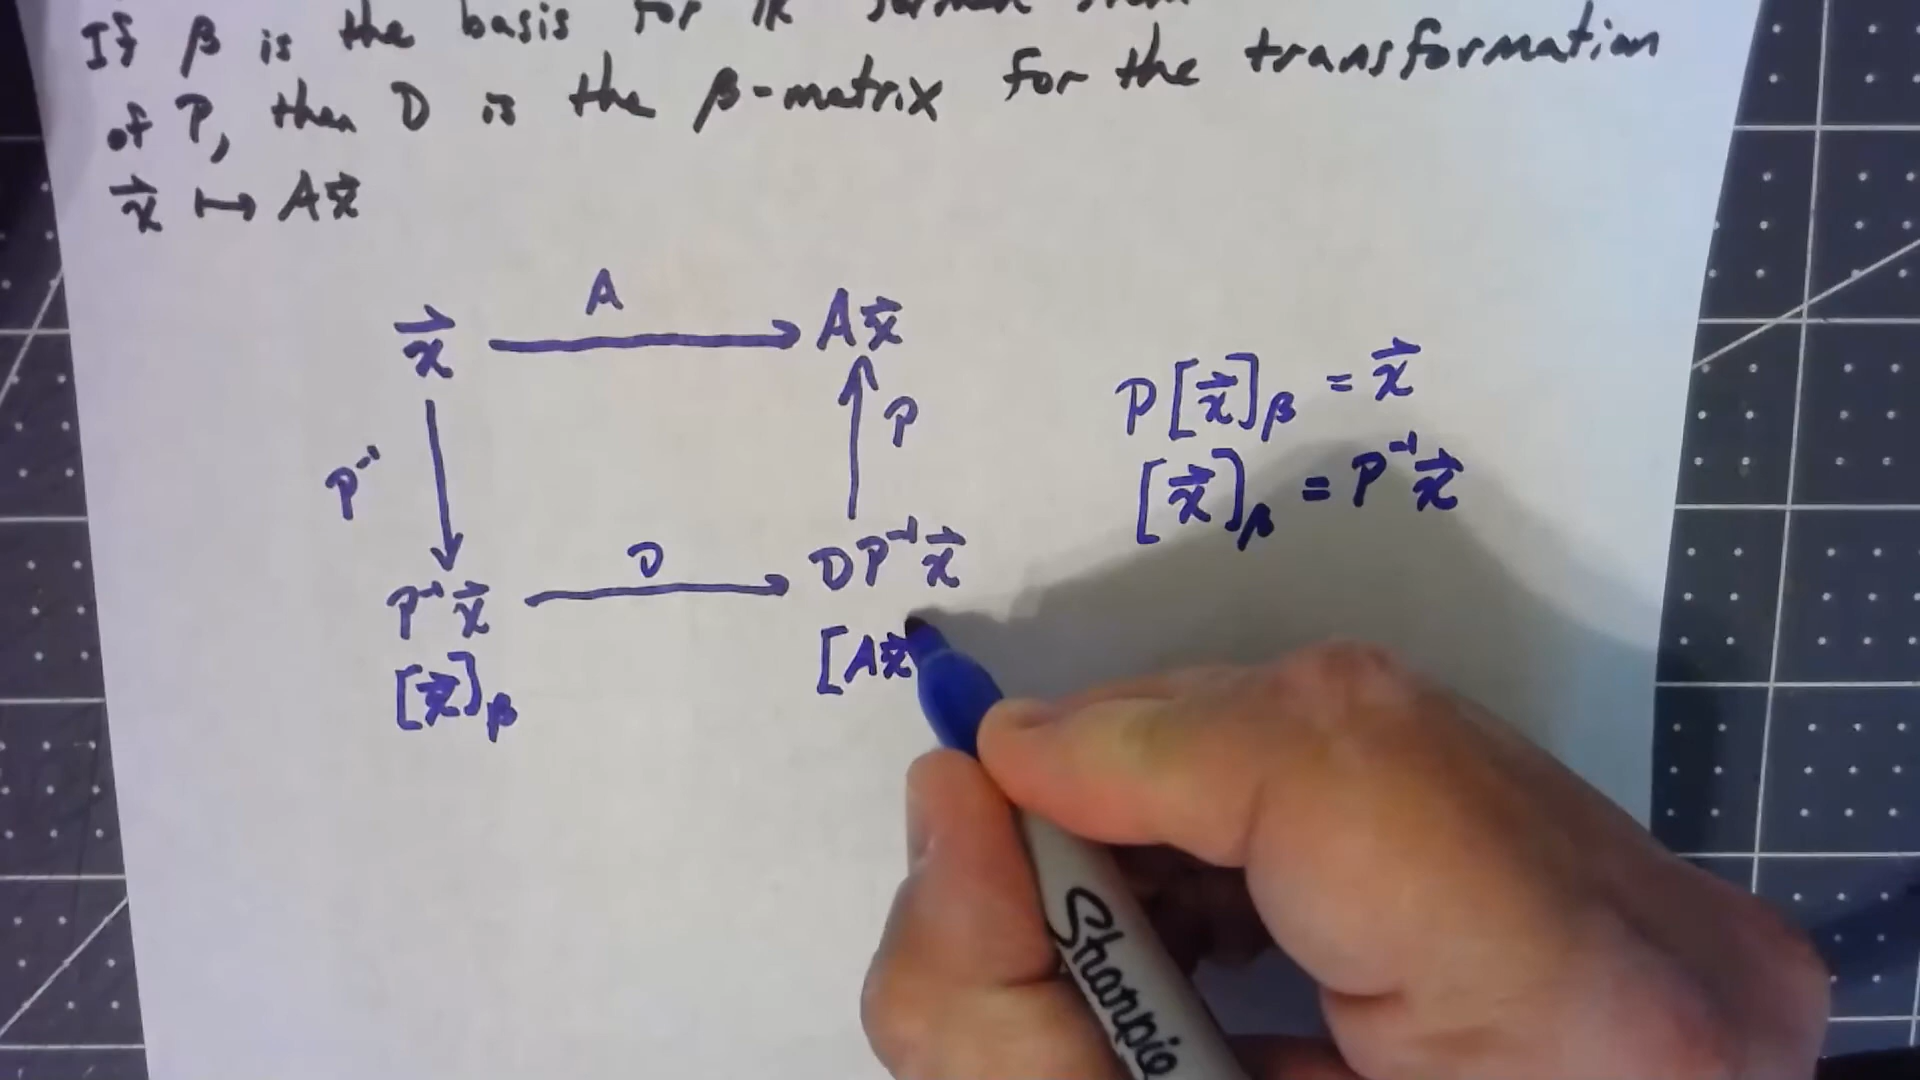 If β is the basis for
of P, then D is the β-matrix for the transformation
x⃗ ↦ Ax⃗
A
x⃗ → Ax⃗
P⁻¹
P
P[x⃗]β = x⃗
[x⃗]β = P⁻¹x⃗
D
P⁻¹x⃗ → DP⁻¹x⃗
[x⃗]β
[Ax⃗
Sharpie